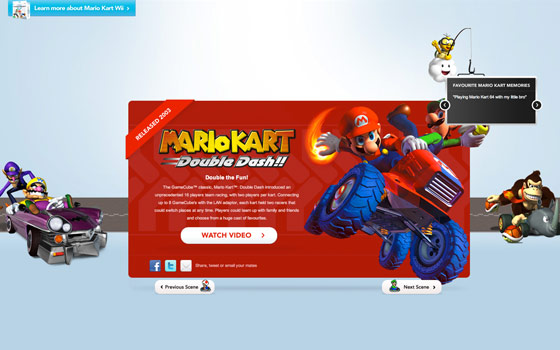 Learn more about Mario Kart Wii
FAVOURITE MARIO KART MEMORIES
"Playing Mario Kart 64 with my little bro"
RELEASED 2003
MARIOKART
Double Dash!!
Double the Fun!
The GameCube™ classic, Mario Kart™: Double Dash introduced an
unprecedented 16 players team racing, with two players per kart. Connecting
up to 8 GameCubes with the LAN adaptor, each kart held two racers that
could switch places at any time. Players could team up with family and friends
and choose from a huge cast of favourites.
WATCH VIDEO
Share, tweet or email your mates
Previous Scene
Next Scene